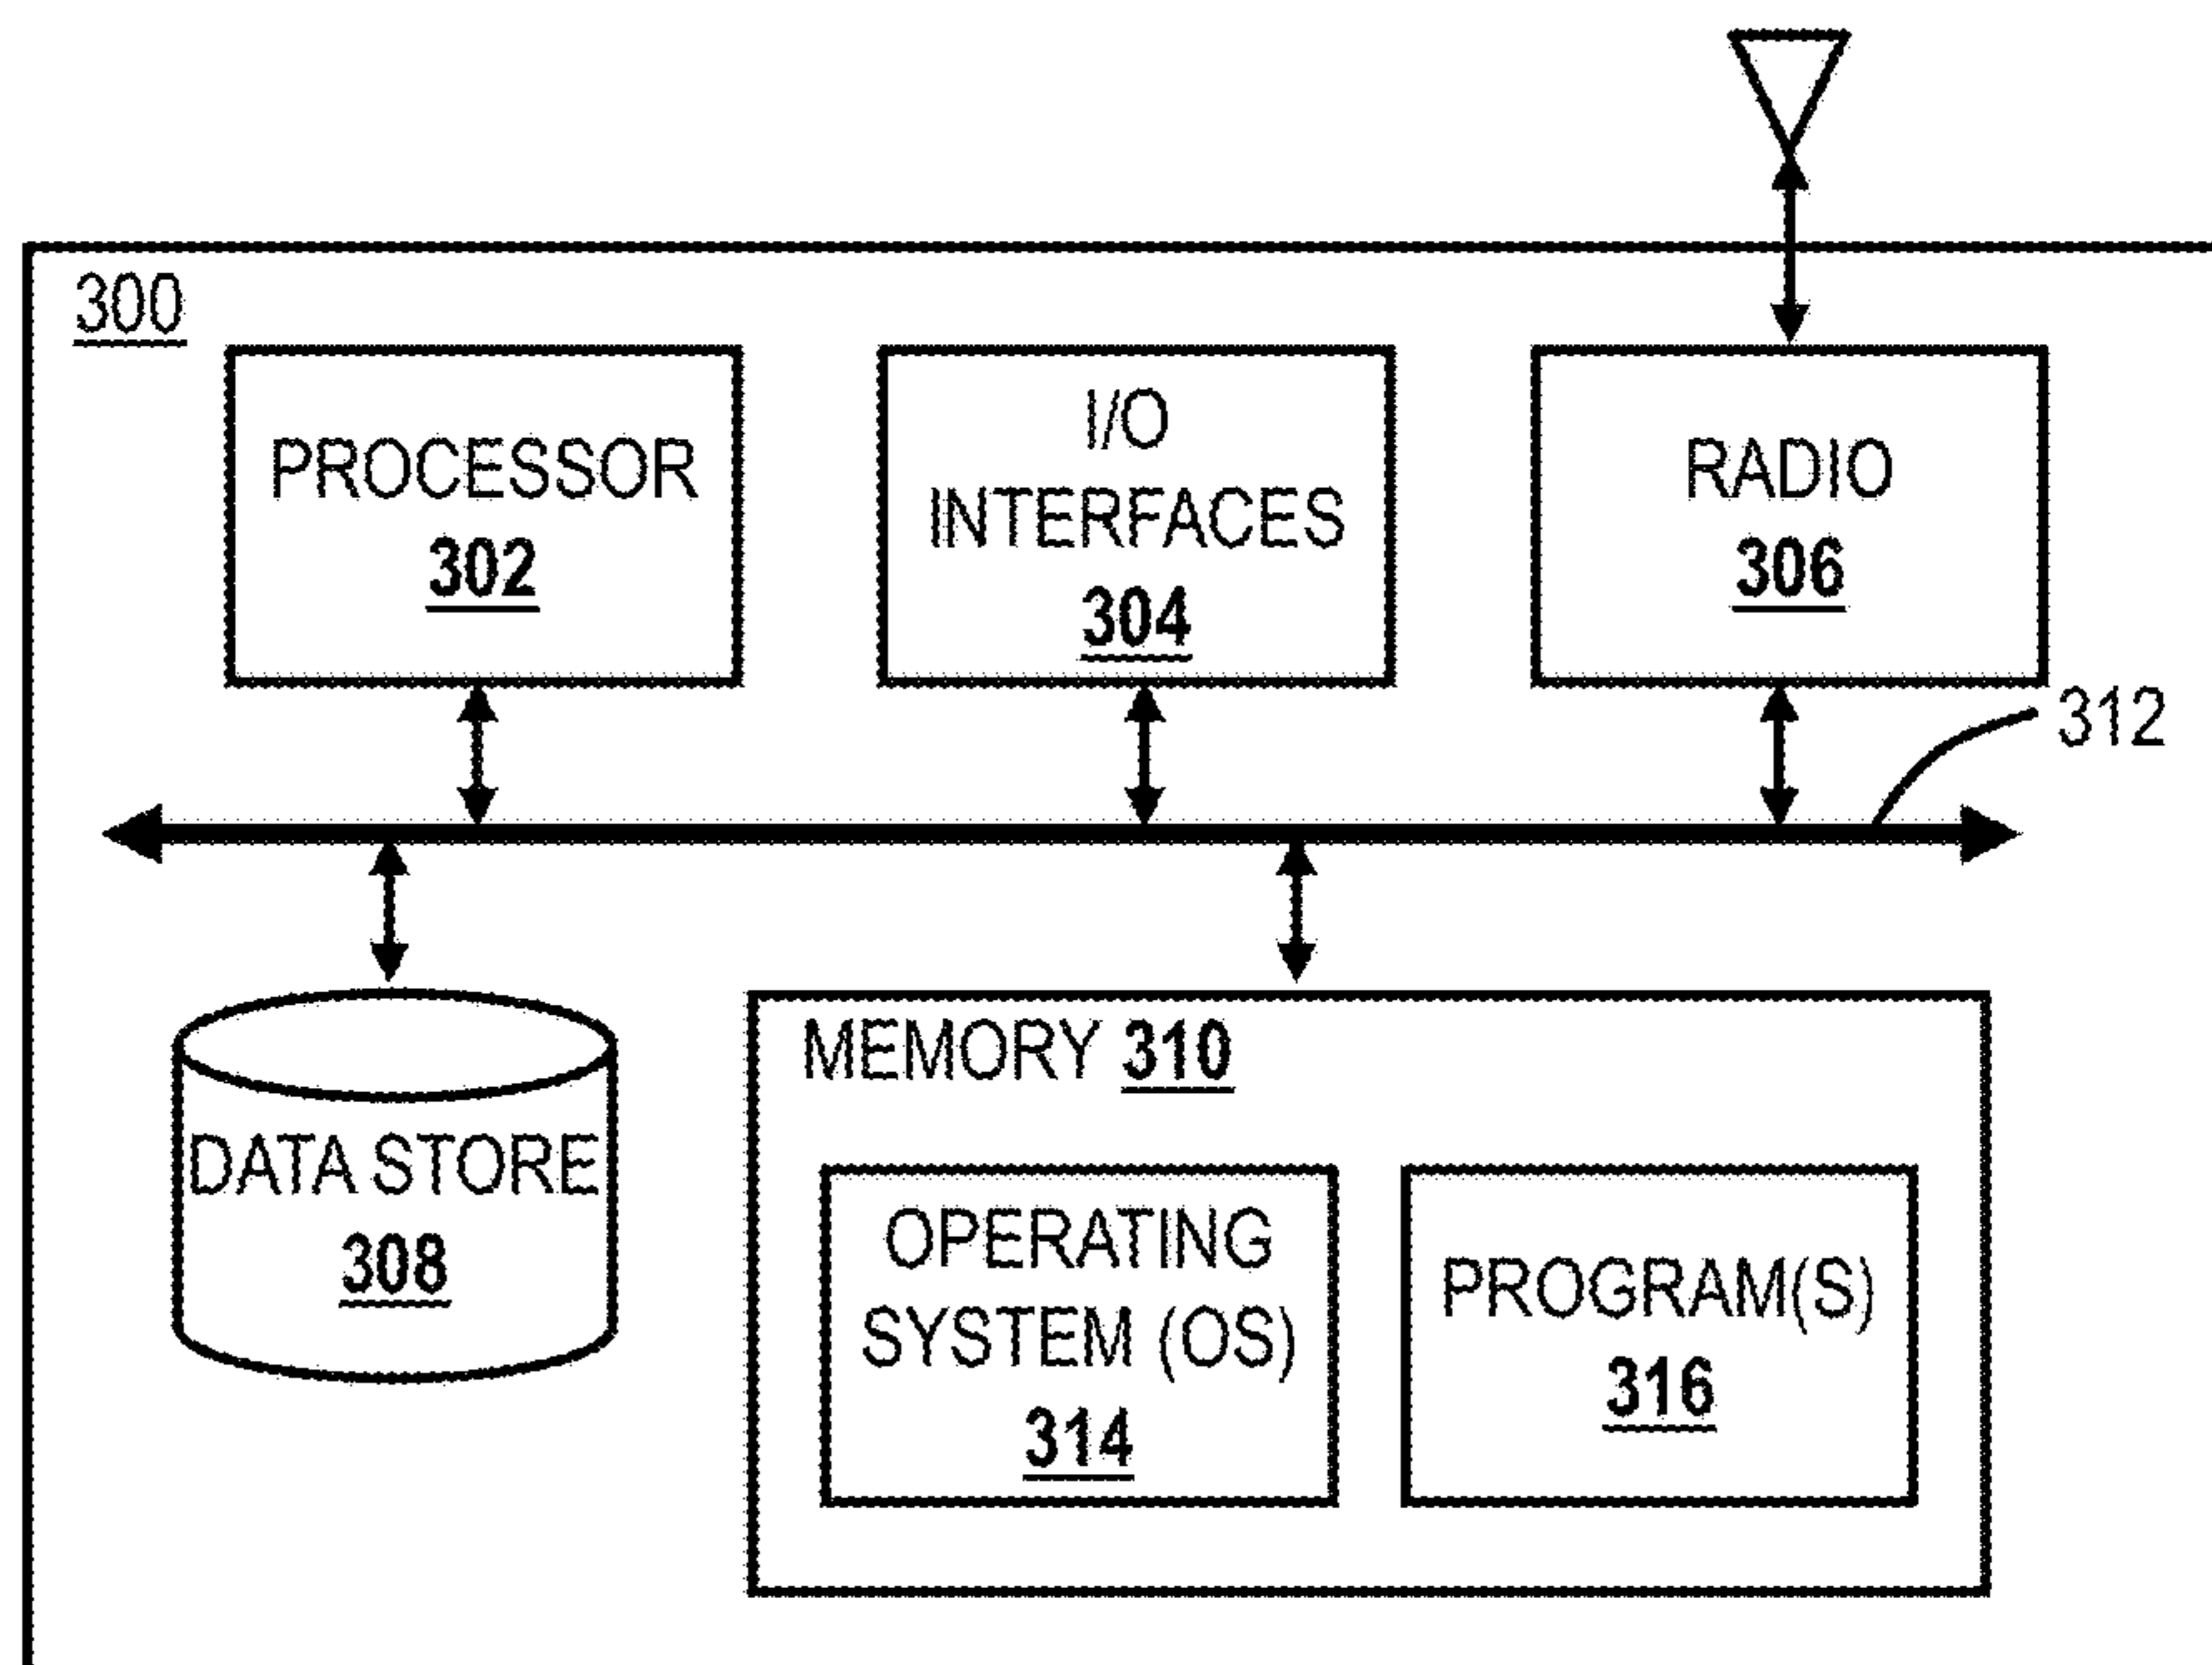 300
PROCESSOR
302
I/O
INTERFACES
304
RADIO
306
312
DATA STORE
308
MEMORY 310
OPERATING
SYSTEM (OS)
314
PROGRAM(S)
316